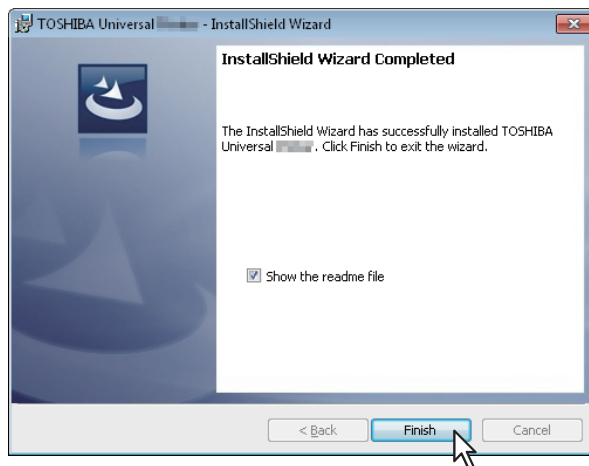 TOSHIBA Universal - InstallShield Wizard
InstallShield Wizard Completed
The InstallShield Wizard has successfully installed TOSHIBA
Universal . Click Finish to exit the wizard.
Show the readme file
< Back
Finish
Cancel